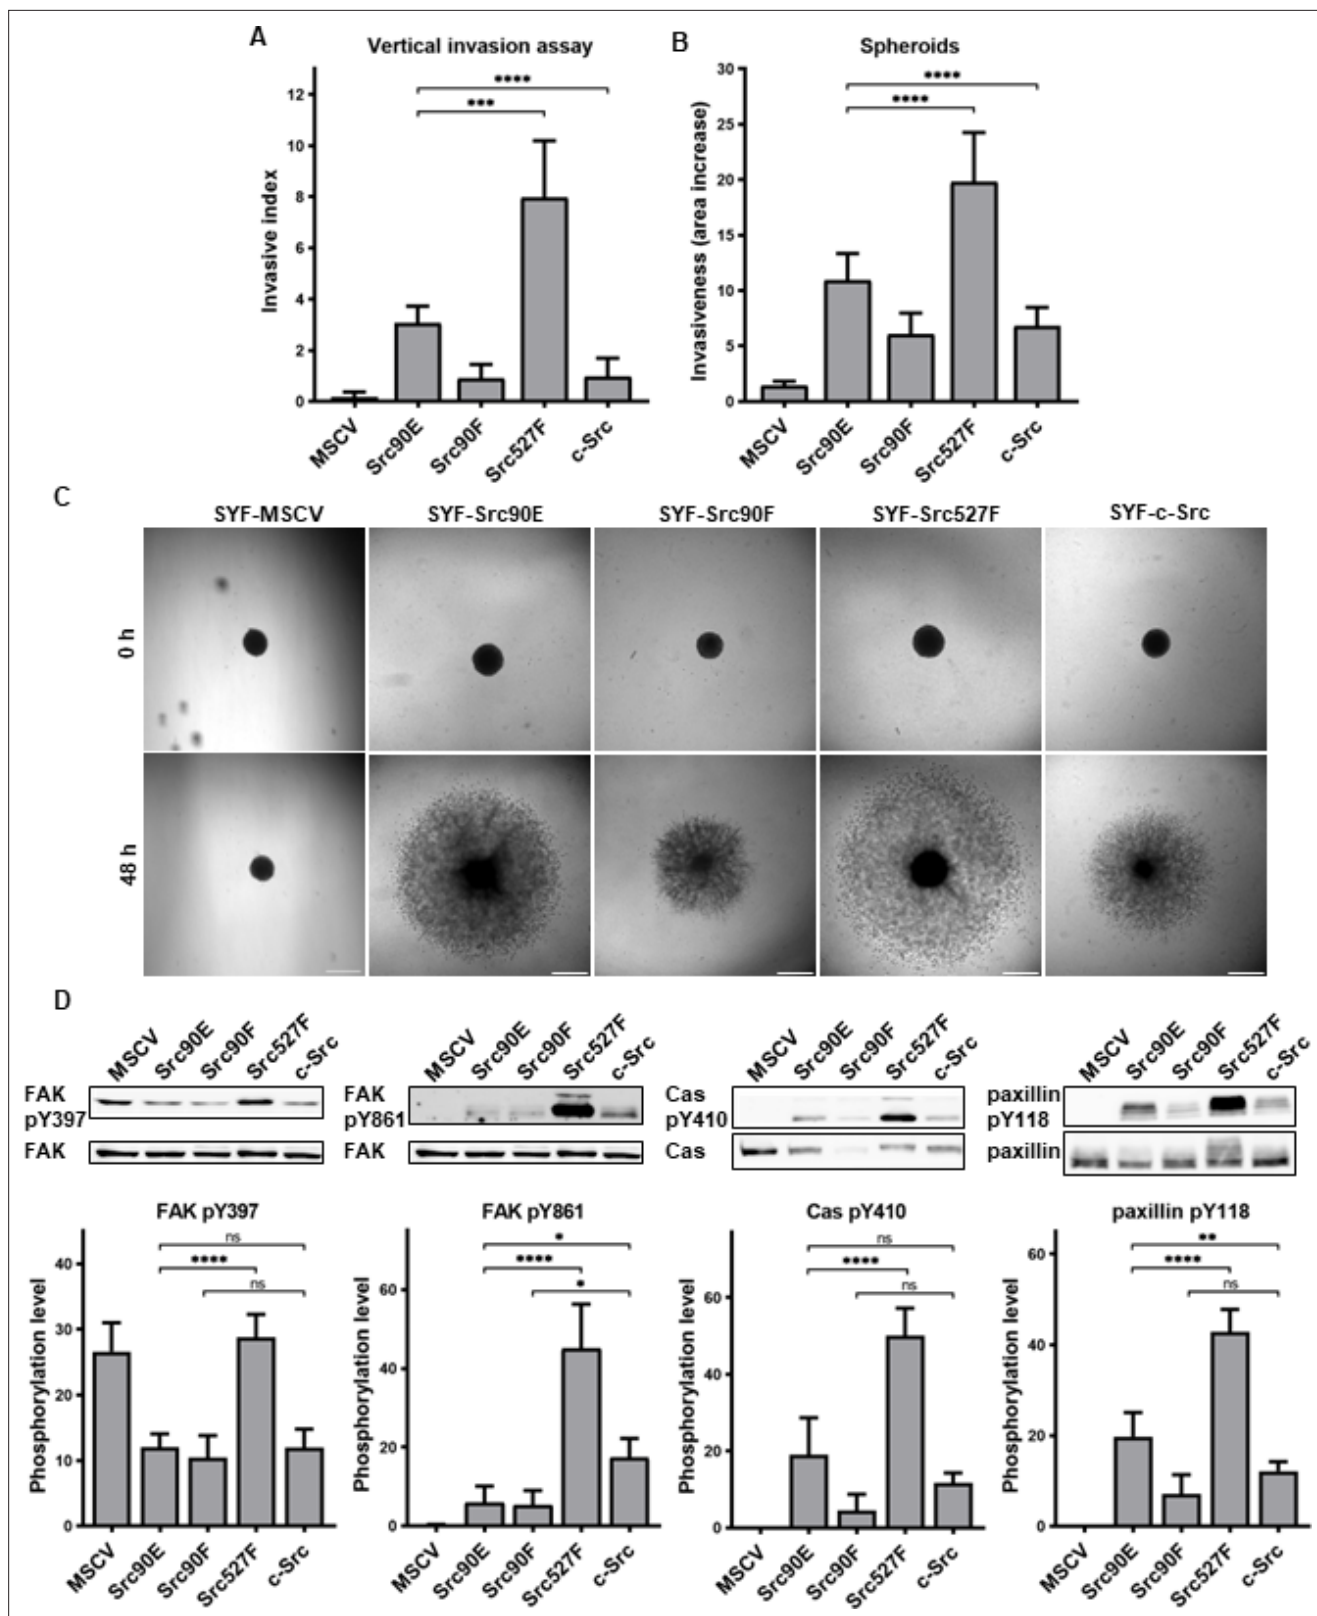 A
Vertical invasion assay
Invasive index
12
10
8
6
4
2
0
****
***
MSCV
Src90E
Src90F
Src527F
c-Src
B
Spheroids
Invasiveness (area increase)
30
25
20
15
10
5
0
****
****
MSCV
Src90E
Src90F
Src527F
c-Src
C
SYF-MSCV
SYF-Src90E
SYF-Src90F
SYF-Src527F
SYF-c-Src
0 h
48 h
D
MSCV
Src90E
Src90F
Src527F
c-Src
FAK
pY397
FAK
MSCV
Src90E
Src90F
Src527F
c-Src
FAK
pY861
FAK
MSCV
Src90E
Src90F
Src527F
c-Src
Cas
pY410
Cas
MSCV
Src90E
Src90F
Src527F
c-Src
paxillin
pY118
paxillin
FAK pY397
Phosphorylation level
40
30
20
10
0
ns
****
ns
MSCV
Src90E
Src90F
Src527F
c-Src
FAK pY861
Phosphorylation level
60
40
20
0
*
****
*
MSCV
Src90E
Src90F
Src527F
c-Src
Cas pY410
Phosphorylation level
60
40
20
0
ns
****
ns
MSCV
Src90E
Src90F
Src527F
c-Src
paxillin pY118
Phosphorylation level
60
40
20
0
**
****
ns
MSCV
Src90E
Src90F
Src527F
c-Src